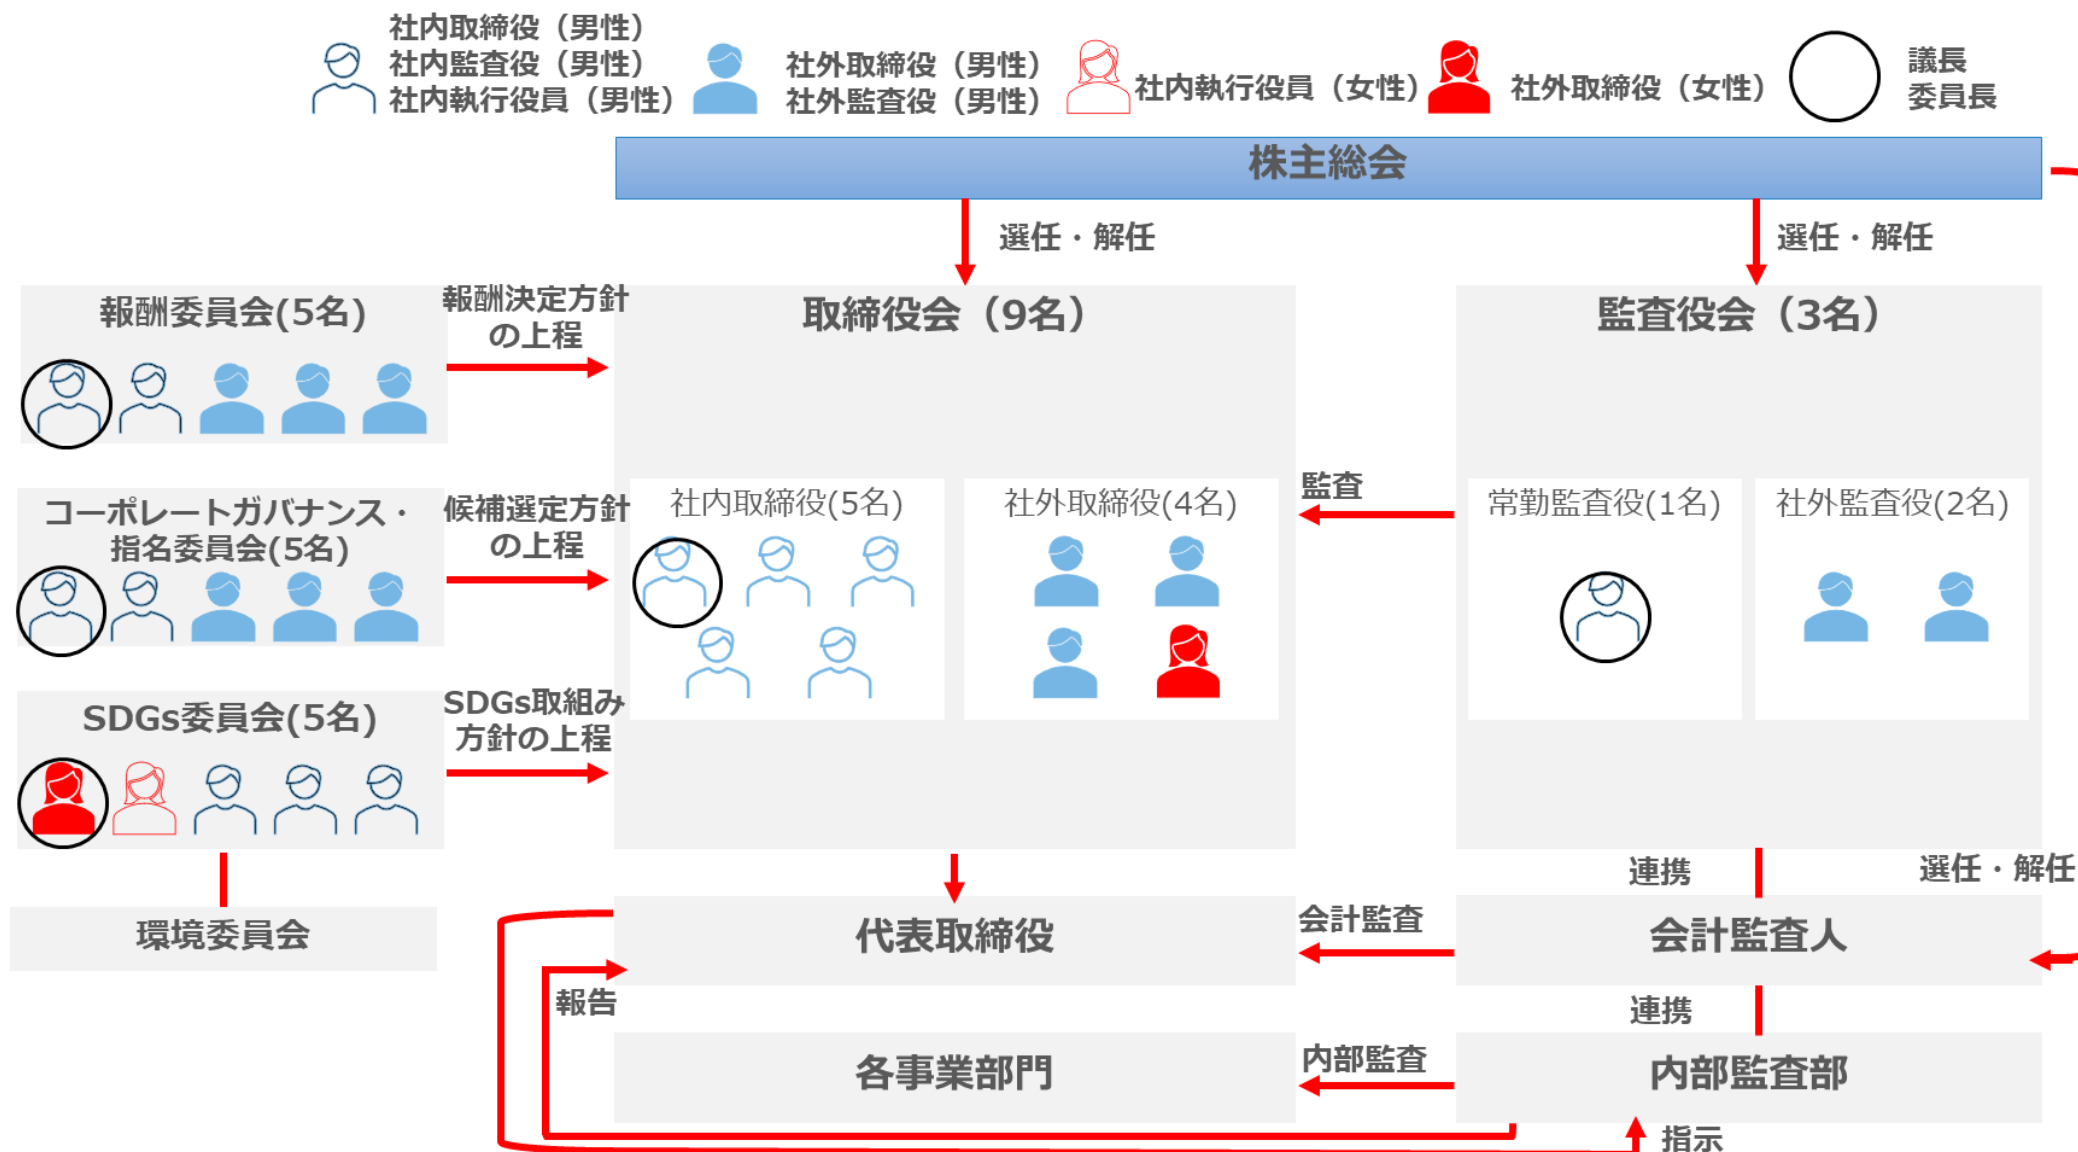 社内取締役（男性）
社内監査役（男性）
社内執行役員（男性）
社外取締役（男性）
社外監査役（男性）
社内執行役員（女性）
社外取締役（女性）
議長
委員長
株主総会
選任・解任
選任・解任
報酬委員会(5名)
報酬決定方針
の上程
取締役会（9名）
監査役会（3名）
コーポレートガバナンス・
指名委員会(5名)
候補選定方針
の上程
社内取締役(5名)
社外取締役(4名)
監査
常勤監査役(1名)
社外監査役(2名)
SDGs委員会(5名)
SDGs取組み
方針の上程
連携
選任・解任
環境委員会
代表取締役
会計監査
会計監査人
報告
連携
各事業部門
内部監査
内部監査部
指示